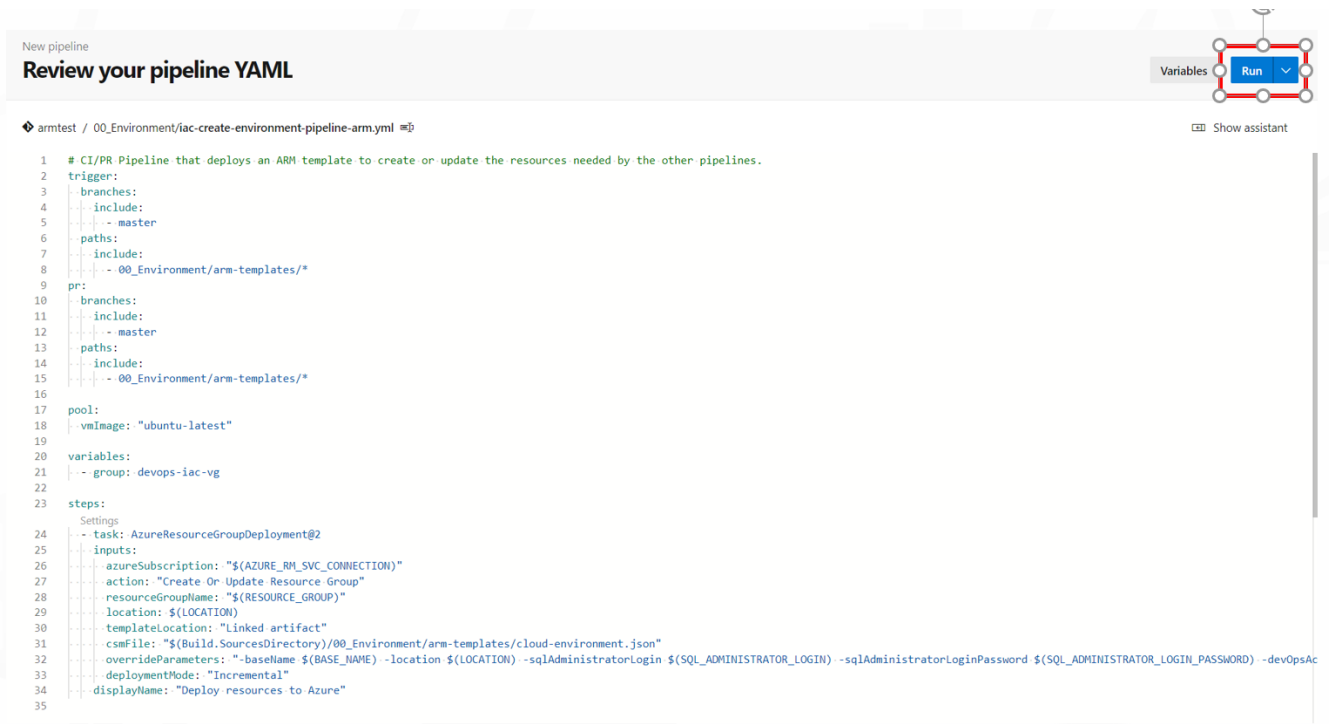 New pipeline
Review your pipeline YAML
Variables
Run
armtest / 00_Environment/iac-create-environment-pipeline-arm.yml
Show assistant
1 # CI/PR Pipeline that deploys an ARM template to create or update the resources needed by the other pipelines.
2 trigger:
3   branches:
4     include:
5       - master
6   paths:
7     include:
8       - 00_Environment/arm-templates/*
9 pr:
10   branches:
11     include:
12       - master
13   paths:
14     include:
15       - 00_Environment/arm-templates/*
16
17 pool:
18   vmImage: "ubuntu-latest"
19
20 variables:
21   - group: devops-iac-vg
22
23 steps:
Settings
24   - task: AzureResourceGroupDeployment@2
25     inputs:
26       azureSubscription: "$(AZURE_RM_SVC_CONNECTION)"
27       action: "Create Or Update Resource Group"
28       resourceGroupName: "$(RESOURCE_GROUP)"
29       location: $(LOCATION)
30       templateLocation: "Linked artifact"
31       csmFile: "$(Build.SourcesDirectory)/00_Environment/arm-templates/cloud-environment.json"
32       overrideParameters: "-baseName $(BASE_NAME) -location $(LOCATION) -sqlAdministratorLogin $(SQL_ADMINISTRATOR_LOGIN) -sqlAdministratorLoginPassword $(SQL_ADMINISTRATOR_LOGIN_PASSWORD) -devOpsAc
33       deploymentMode: "Incremental"
34     displayName: "Deploy resources to Azure"
35